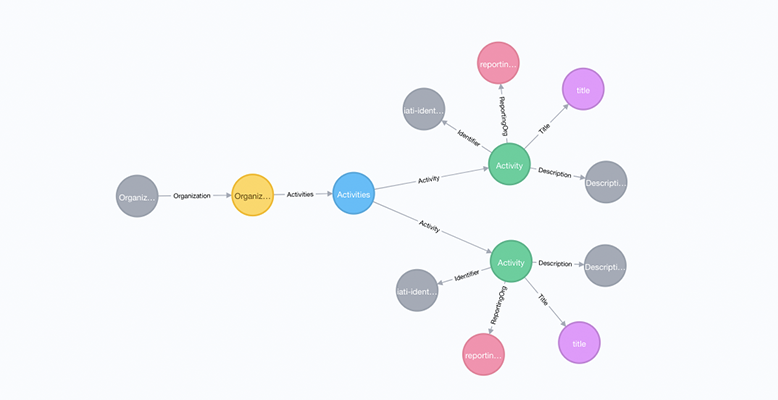 reportin...
title
iati-ident...
ReportingOrg
Title
Identifier
Activity
Description
Descripti...
Activity
Organiz...
Organization
Organiz...
Activities
Activities
Activity
Activity
Description
Descripti...
Identifier
iati-ident...
ReportingOrg
Title
title
reportin...